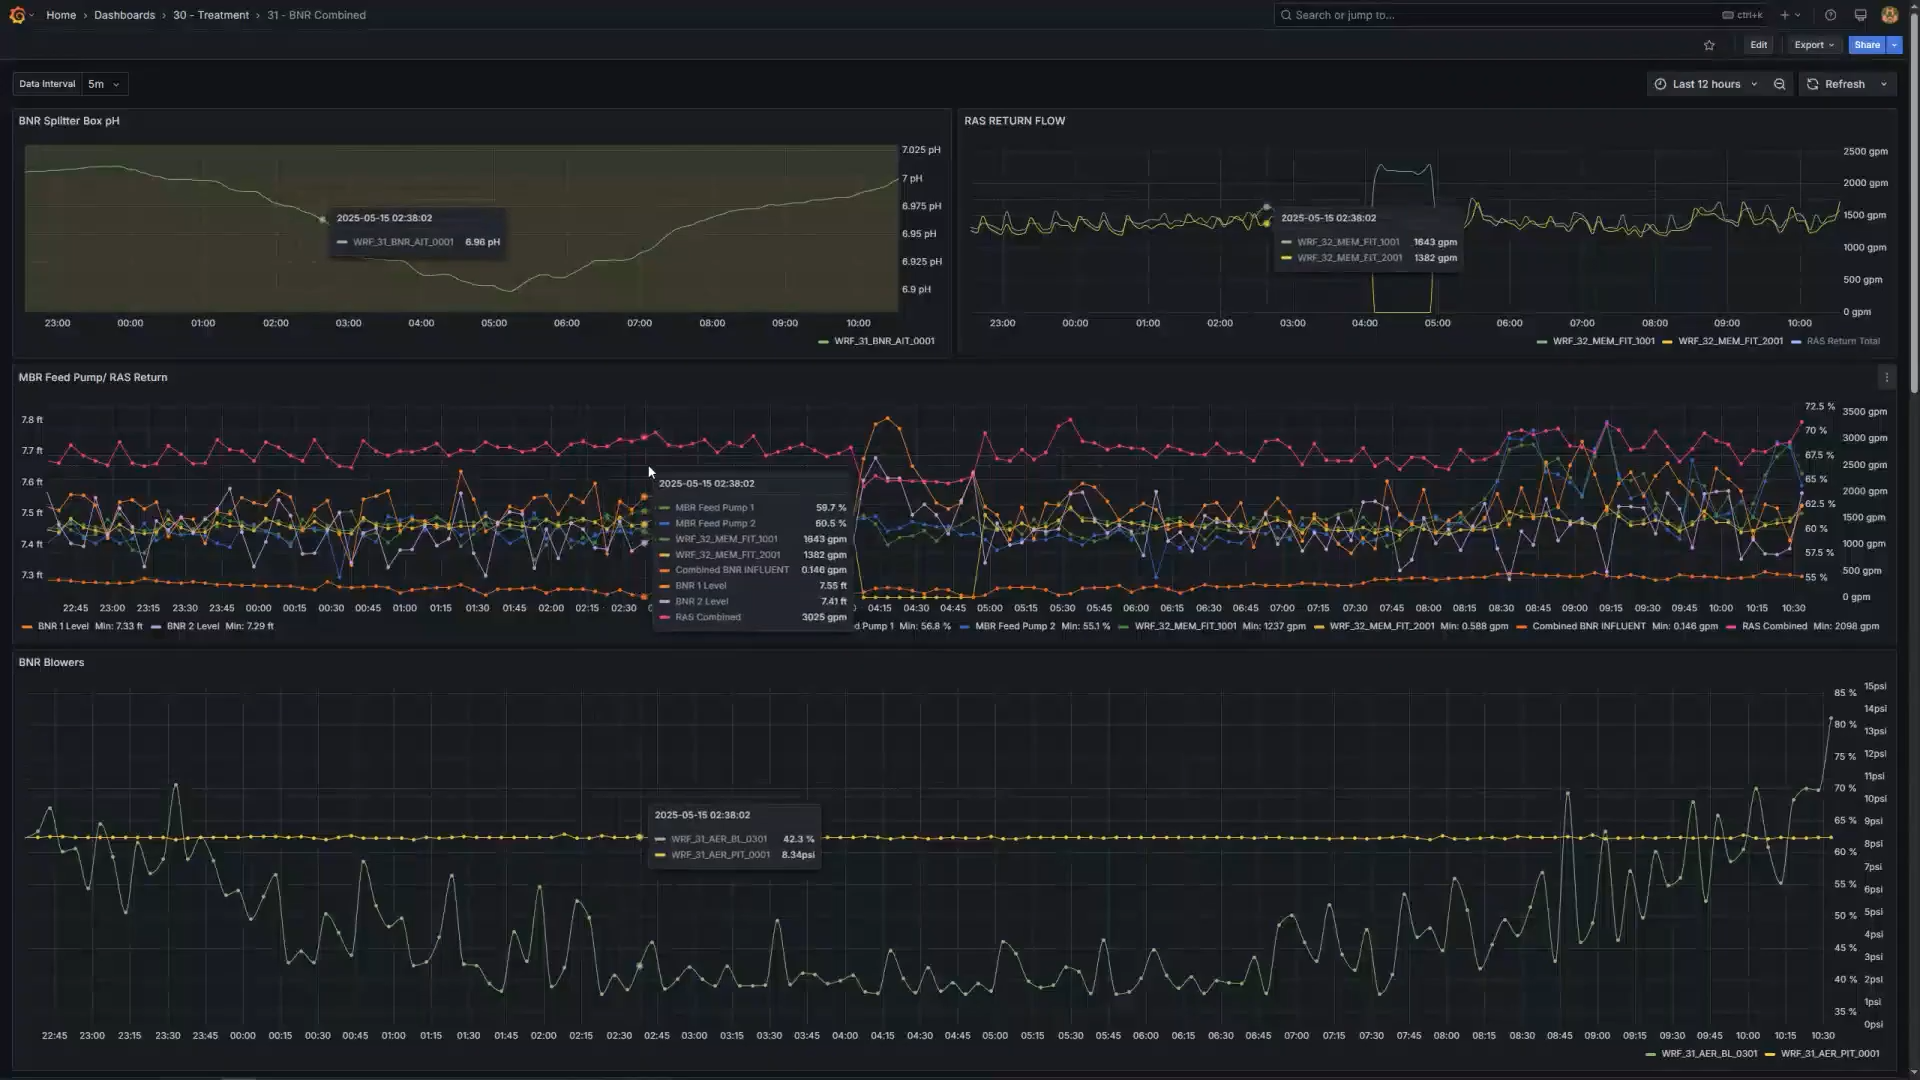 Home › Dashboards › 30 - Treatment › 31 - BNR Combined
Search or jump to... ctrl+k
Edit Export Share
Data Interval 5m
Last 12 hours Refresh
BNR Splitter Box pH
7.025 pH
7 pH
6.975 pH
6.95 pH
6.925 pH
6.9 pH
2025-05-15 02:38:02
WRF_31_BNR_AIT_0001 6.96 pH
23:00 00:00 01:00 02:00 03:00 04:00 05:00 06:00 07:00 08:00 09:00 10:00
WRF_31_BNR_AIT_0001
RAS RETURN FLOW
2500 gpm
2000 gpm
1500 gpm
1000 gpm
500 gpm
0 gpm
2025-05-15 02:38:02
WRF_32_MEM_FIT_1001 1643 gpm
WRF_32_MEM_FIT_2001 1382 gpm
23:00 00:00 01:00 02:00 03:00 04:00 05:00 06:00 07:00 08:00 09:00 10:00
WRF_32_MEM_FIT_1001 WRF_32_MEM_FIT_2001 RAS Return Total
MBR Feed Pump/ RAS Return
7.8 ft
7.7 ft
7.6 ft
7.5 ft
7.4 ft
7.3 ft
72.5 %
70 %
67.5 %
65 %
62.5 %
60 %
57.5 %
55 %
3500 gpm
3000 gpm
2500 gpm
2000 gpm
1500 gpm
1000 gpm
500 gpm
0 gpm
2025-05-15 02:38:02
MBR Feed Pump 1 59.7 %
MBR Feed Pump 2 60.5 %
WRF_32_MEM_FIT_1001 1643 gpm
WRF_32_MEM_FIT_2001 1382 gpm
Combined BNR INFLUENT 0.146 gpm
BNR 1 Level 7.55 ft
BNR 2 Level 7.41 ft
RAS Combined 3025 gpm
22:45 23:00 23:15 23:30 23:45 00:00 00:15 00:30 00:45 01:00 01:15 01:30 01:45 02:00 02:15 02:30 04:15 04:30 04:45 05:00 05:15 05:30 05:45 06:00 06:15 06:30 06:45 07:00 07:15 07:30 07:45 08:00 08:15 08:30 08:45 09:00 09:15 09:30 09:45 10:00 10:15 10:30
BNR 1 Level Min: 7.33 ft BNR 2 Level Min: 7.29 ft d Pump 1 Min: 56.8 % MBR Feed Pump 2 Min: 55.1 % WRF_32_MEM_FIT_1001 Min: 1237 gpm WRF_32_MEM_FIT_2001 Min: 0.588 gpm Combined BNR INFLUENT Min: 0.146 gpm RAS Combined Min: 2098 gpm
BNR Blowers
85 %
80 %
75 %
70 %
65 %
60 %
55 %
50 %
45 %
40 %
35 %
15psi
14psi
13psi
12psi
11psi
10psi
9psi
8psi
7psi
6psi
5psi
4psi
3psi
2psi
1psi
0psi
2025-05-15 02:38:02
WRF_31_AER_BL_0301 42.3 %
WRF_31_AER_PIT_0001 8.34psi
22:45 23:00 23:15 23:30 23:45 00:00 00:15 00:30 00:45 01:00 01:15 01:30 01:45 02:00 02:15 02:30 02:45 03:00 03:15 03:30 03:45 04:00 04:15 04:30 04:45 05:00 05:15 05:30 05:45 06:00 06:15 06:30 06:45 07:00 07:15 07:30 07:45 08:00 08:15 08:30 08:45 09:00 09:15 09:30 09:45 10:00 10:15 10:30
WRF_31_AER_BL_0301 WRF_31_AER_PIT_0001